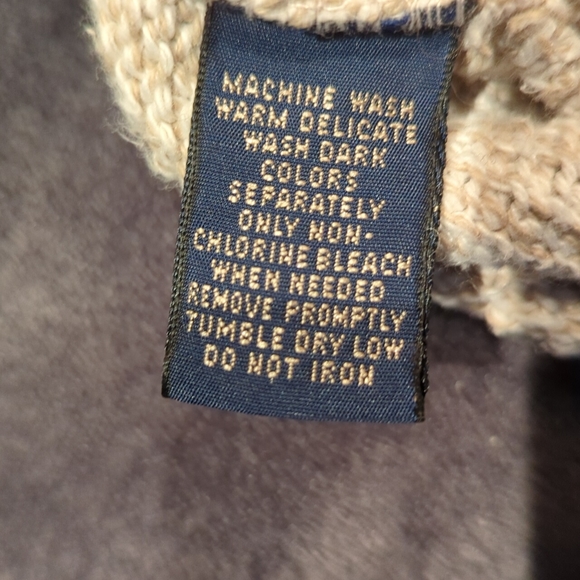 MACHINE WASH
WARM DELICATE
WASH DARK
COLORS
SEPARATELY
ONLY NON-
CHLORINE BLEACH
WHEN NEEDED
REMOVE PROMPTLY
TUMBLE DRY LOW
DO NOT IRON